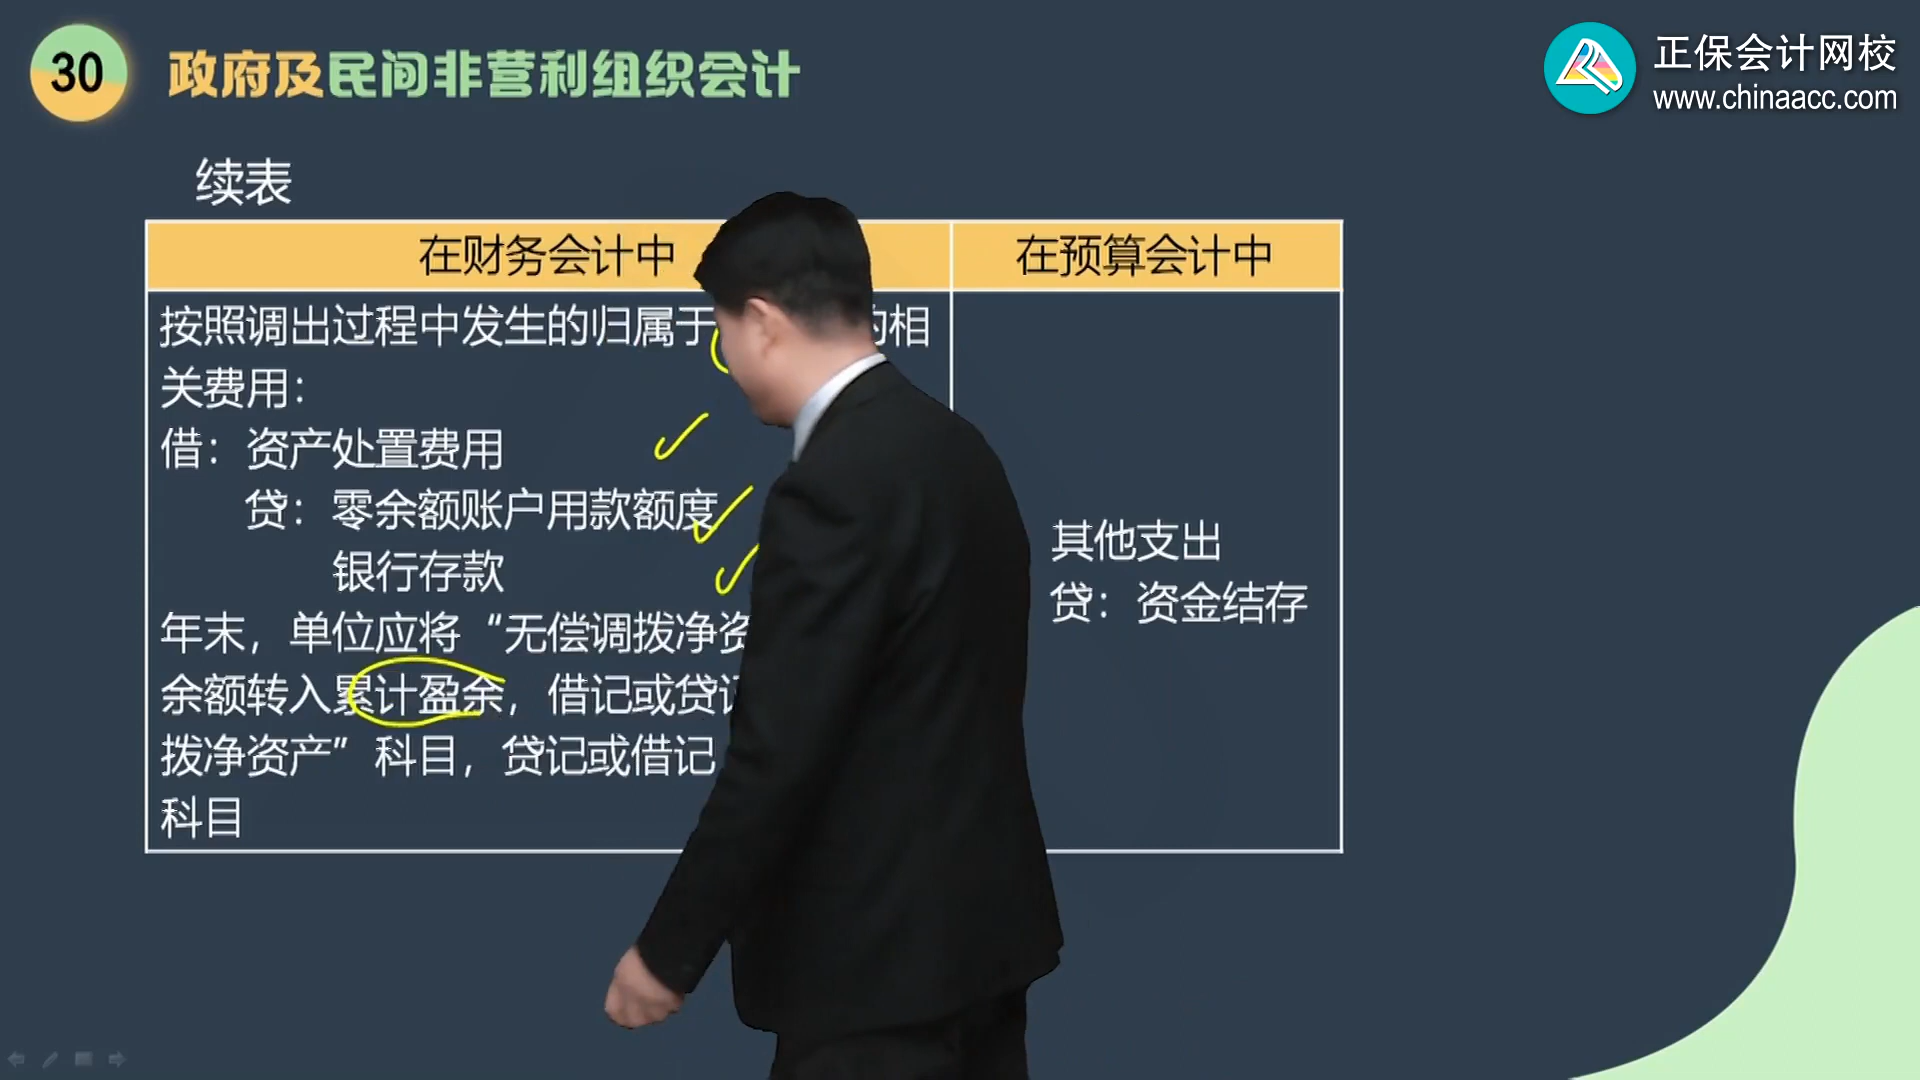 30
政府及民间非营利组织会计
正保会计网校
www.chinaacc.com
续表
在财务会计中
在预算会计中
按照调出过程中发生的归属于 的相
关费用：
借：资产处置费用
贷：零余额账户用款额度
银行存款
年末，单位应将“无偿调拨净资
余额转入累计盈余，借记或贷记
拨净资产”科目，贷记或借记
科目
其他支出
贷：资金结存